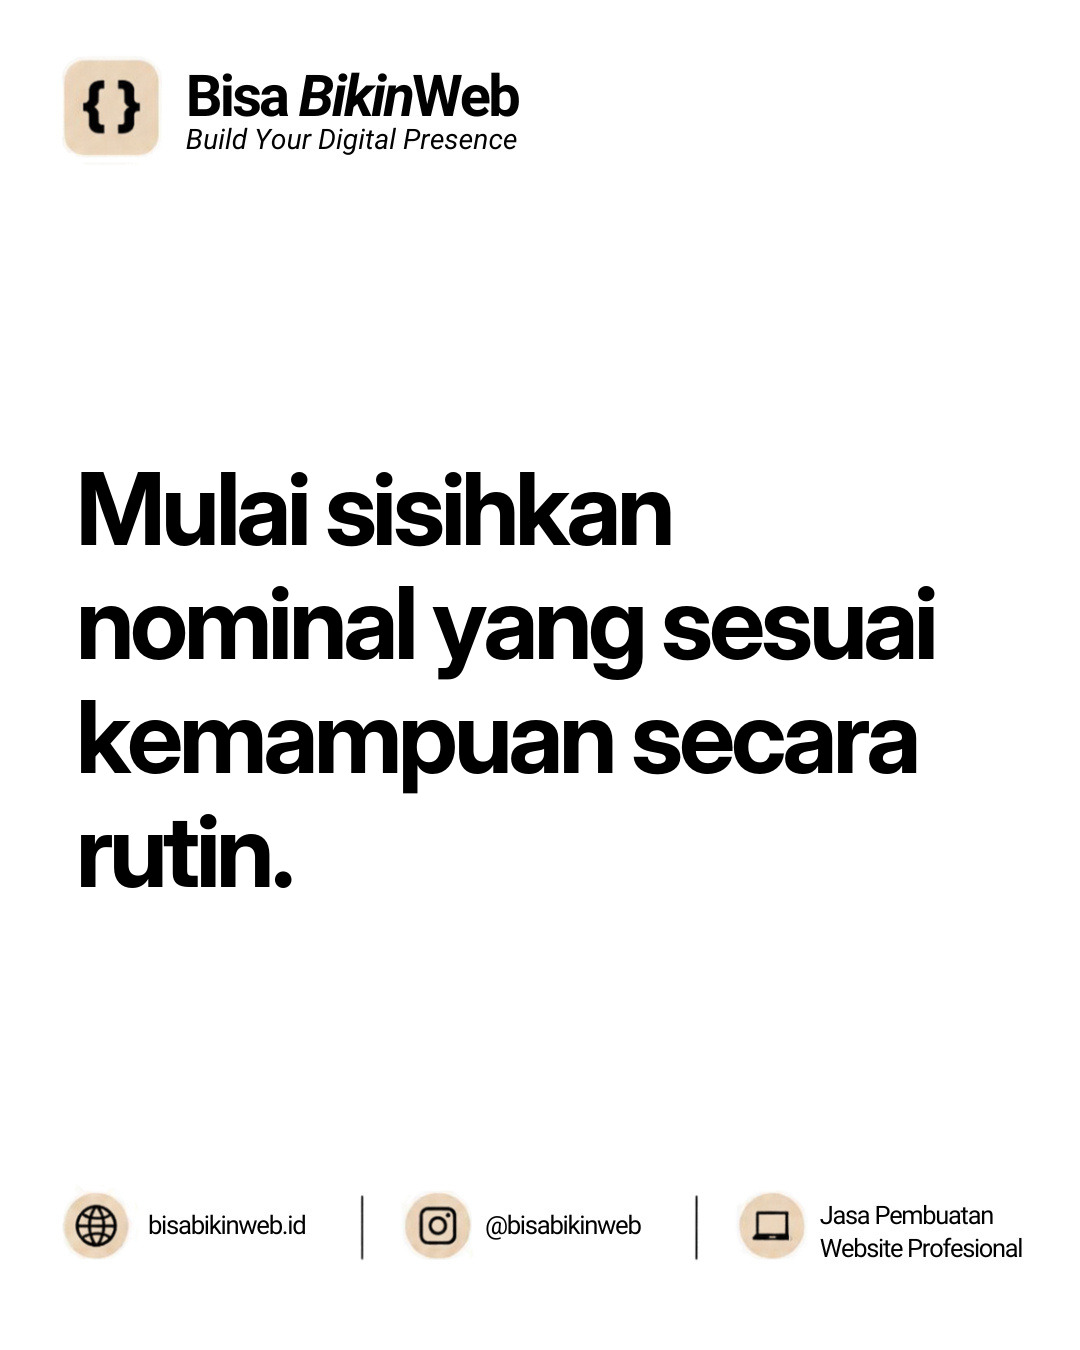 { }
Bisa BikinWeb
Build Your Digital Presence
Mulai sisihkan
nominal yang sesuai
kemampuan secara
rutin.
bisabikinweb.id
@bisabikinweb
Jasa Pembuatan
Website Profesional